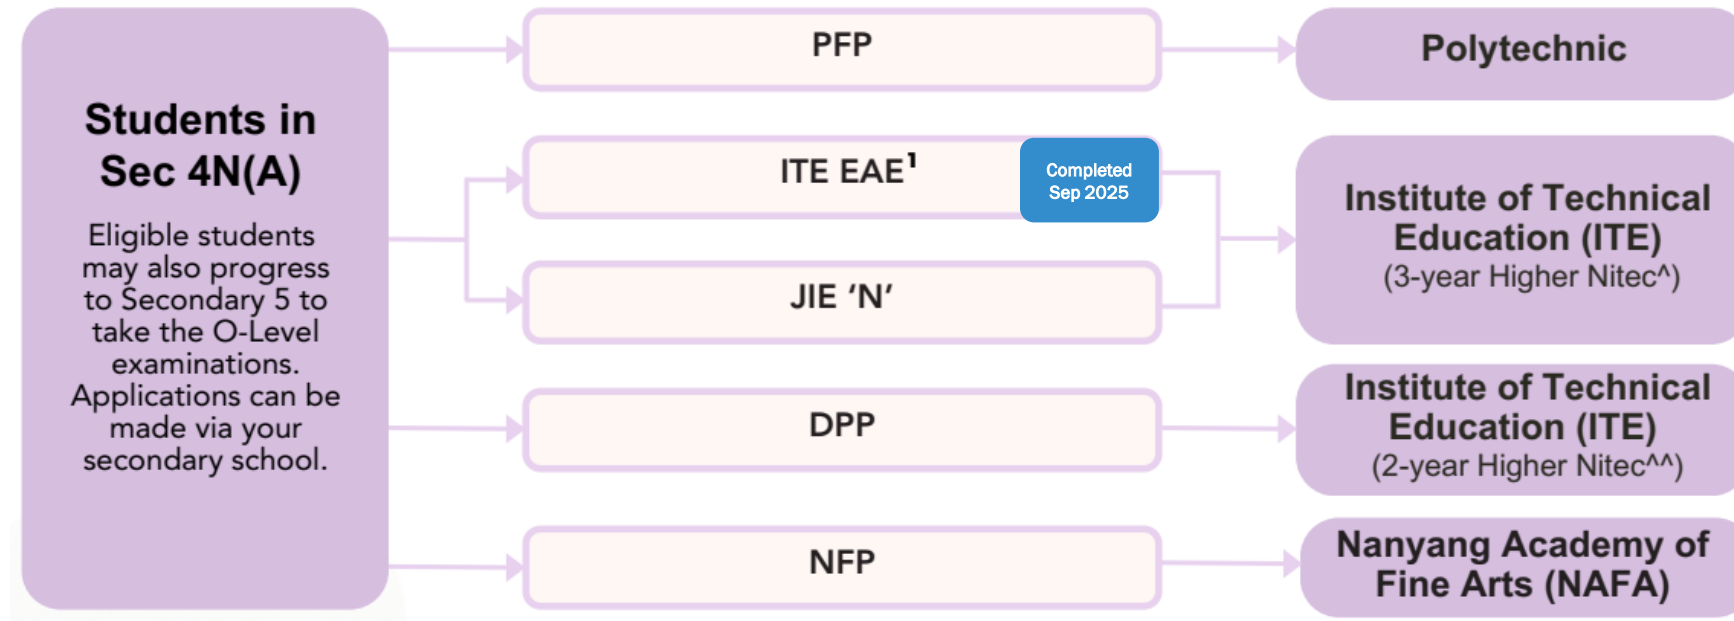 Students in
Sec 4N(A)
Eligible students
may also progress
to Secondary 5 to
take the O-Level
examinations.
Applications can be
made via your
secondary school.
PFP
Polytechnic
ITE EAE¹
Completed
Sep 2025
JIE ‘N’
Institute of Technical
Education (ITE)
(3-year Higher Nitec^)
DPP
Institute of Technical
Education (ITE)
(2-year Higher Nitec^^)
NFP
Nanyang Academy of
Fine Arts (NAFA)